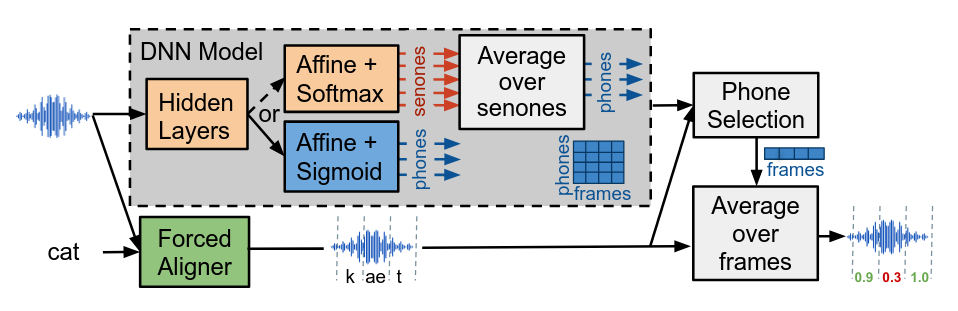 DNN Model
Hidden
Layers
or
Affine +
Softmax
senones
Average
over
senones
phones
Affine +
Sigmoid
phones
phones
frames
Phone
Selection
frames
cat
Forced
Aligner
k ae t
Average
over
frames
0.9 0.3 1.0